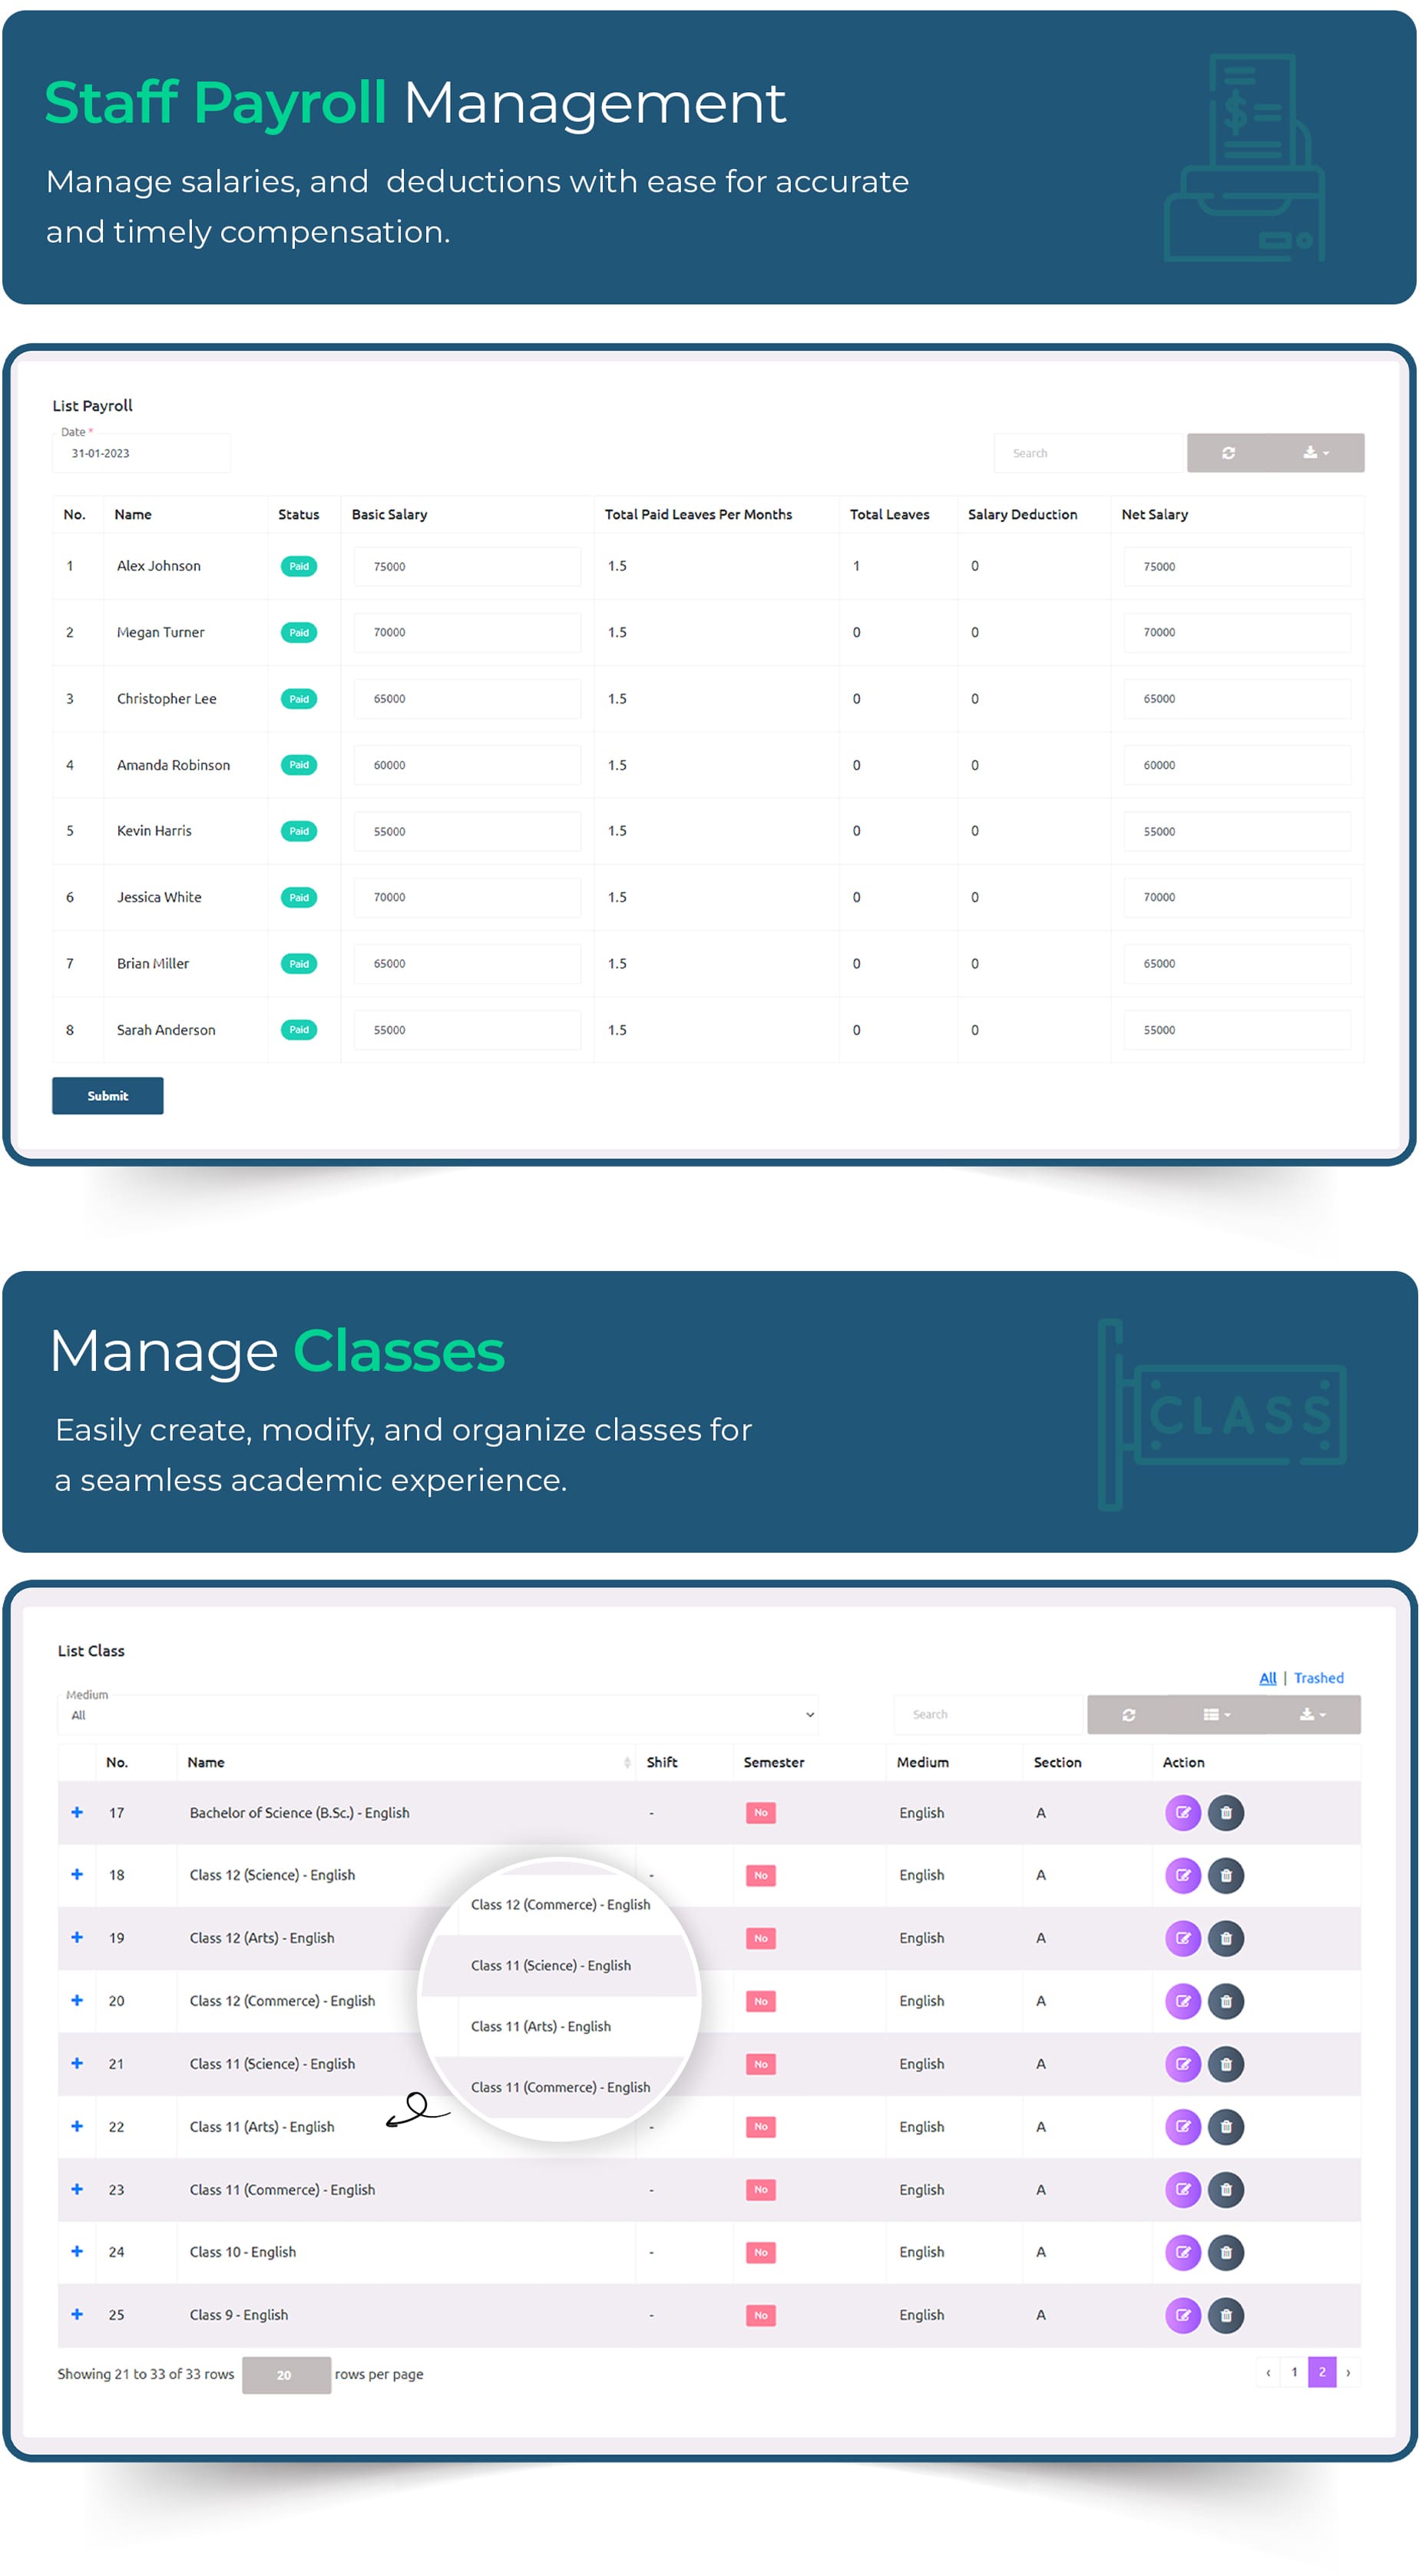 Staff Payroll Management
Manage salaries, and  deductions with ease for accurate
and timely compensation.
List Payroll
Date *
31-01-2023
Search
No. Name Status Basic Salary Total Paid Leaves Per Months Total Leaves Salary Deduction Net Salary
1 Alex Johnson Paid 75000 1.5 1 0 75000
2 Megan Turner Paid 70000 1.5 0 0 70000
3 Christopher Lee Paid 65000 1.5 0 0 65000
4 Amanda Robinson Paid 60000 1.5 0 0 60000
5 Kevin Harris Paid 55000 1.5 0 0 55000
6 Jessica White Paid 70000 1.5 0 0 70000
7 Brian Miller Paid 65000 1.5 0 0 65000
8 Sarah Anderson Paid 55000 1.5 0 0 55000
Submit
Manage Classes
Easily create, modify, and organize classes for
a seamless academic experience.
CLASS
List Class
All | Trashed
Medium
All
Search
No. Name Shift Semester Medium Section Action
17 Bachelor of Science (B.Sc.) - English - No English A
18 Class 12 (Science) - English - No English A
19 Class 12 (Arts) - English No English A
20 Class 12 (Commerce) - English No English A
21 Class 11 (Science) - English No English A
22 Class 11 (Arts) - English - No English A
23 Class 11 (Commerce) - English - No English A
24 Class 10 - English - No English A
25 Class 9 - English - No English A
Class 12 (Commerce) - English
Class 11 (Science) - English
Class 11 (Arts) - English
Class 11 (Commerce) - English
Showing 21 to 33 of 33 rows 20 rows per page
‹ 1 2 ›